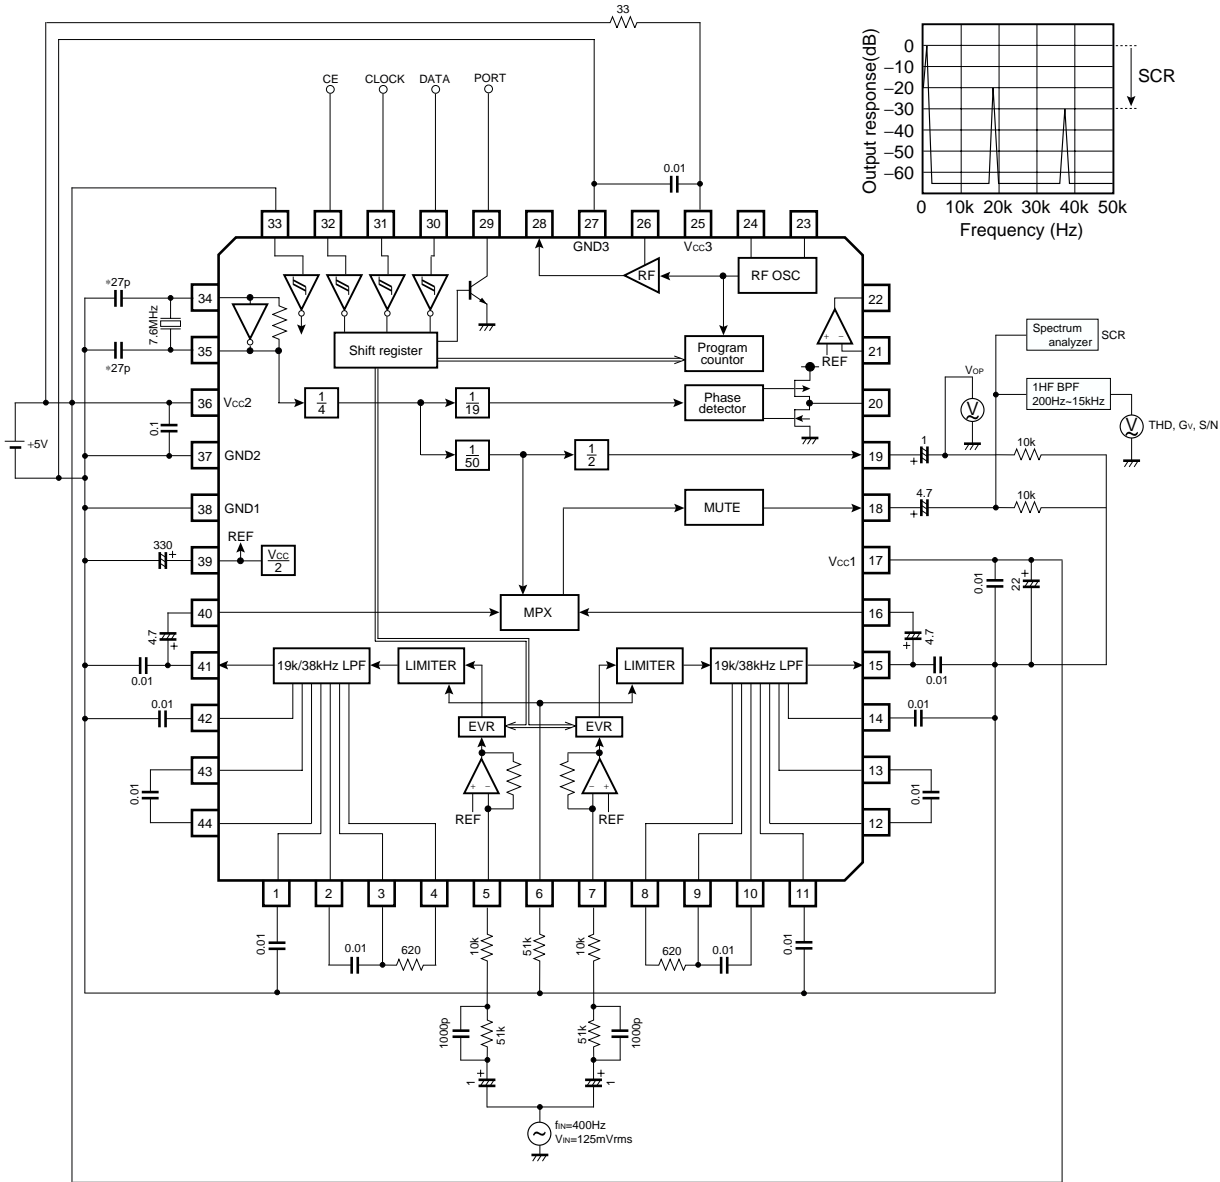 33
Output response(dB)
0
−10
−20
−30
−40
−50
−60
SCR
0 10k 20k 30k 40k 50k
Frequency (Hz)
CE CLOCK DATA PORT
0.01
33 32 31 30 29 28 27 26 25 24 23
GND3 Vcc3
*27p
7.6MHz
*27p
34
35
RF
RF OSC
22
21
REF
Shift register
Program
countor
Spectrum
analyzer
SCR
1HF BPF
200Hz~15kHz
VOP
V
V
THD, GV, S/N
+5V
0.1
36 Vcc2
1
4
1
19
Phase
detector
20
37 GND2
1
50
1
2
19
+ 1
10k
38 GND1
MUTE
18
+ 4.7
10k
330
+
39
REF
Vcc
2
Vcc1
17
0.01
22 +
40
MPX
16
4.7
+
4.7
+
0.01
41
19k/38kHz LPF
LIMITER
LIMITER
19k/38kHz LPF
15
0.01
0.01
42
EVR
EVR
14
0.01
43
0.01
44
+ −
REF
− +
REF
13
0.01
12
1 2 3 4 5 6 7 8 9 10 11
0.01
0.01
620
10k
51k
10k
620
0.01
0.01
1000p
51k
51k
1000p
1 +
+ 1
fIN=400Hz
VIN=125mVrms